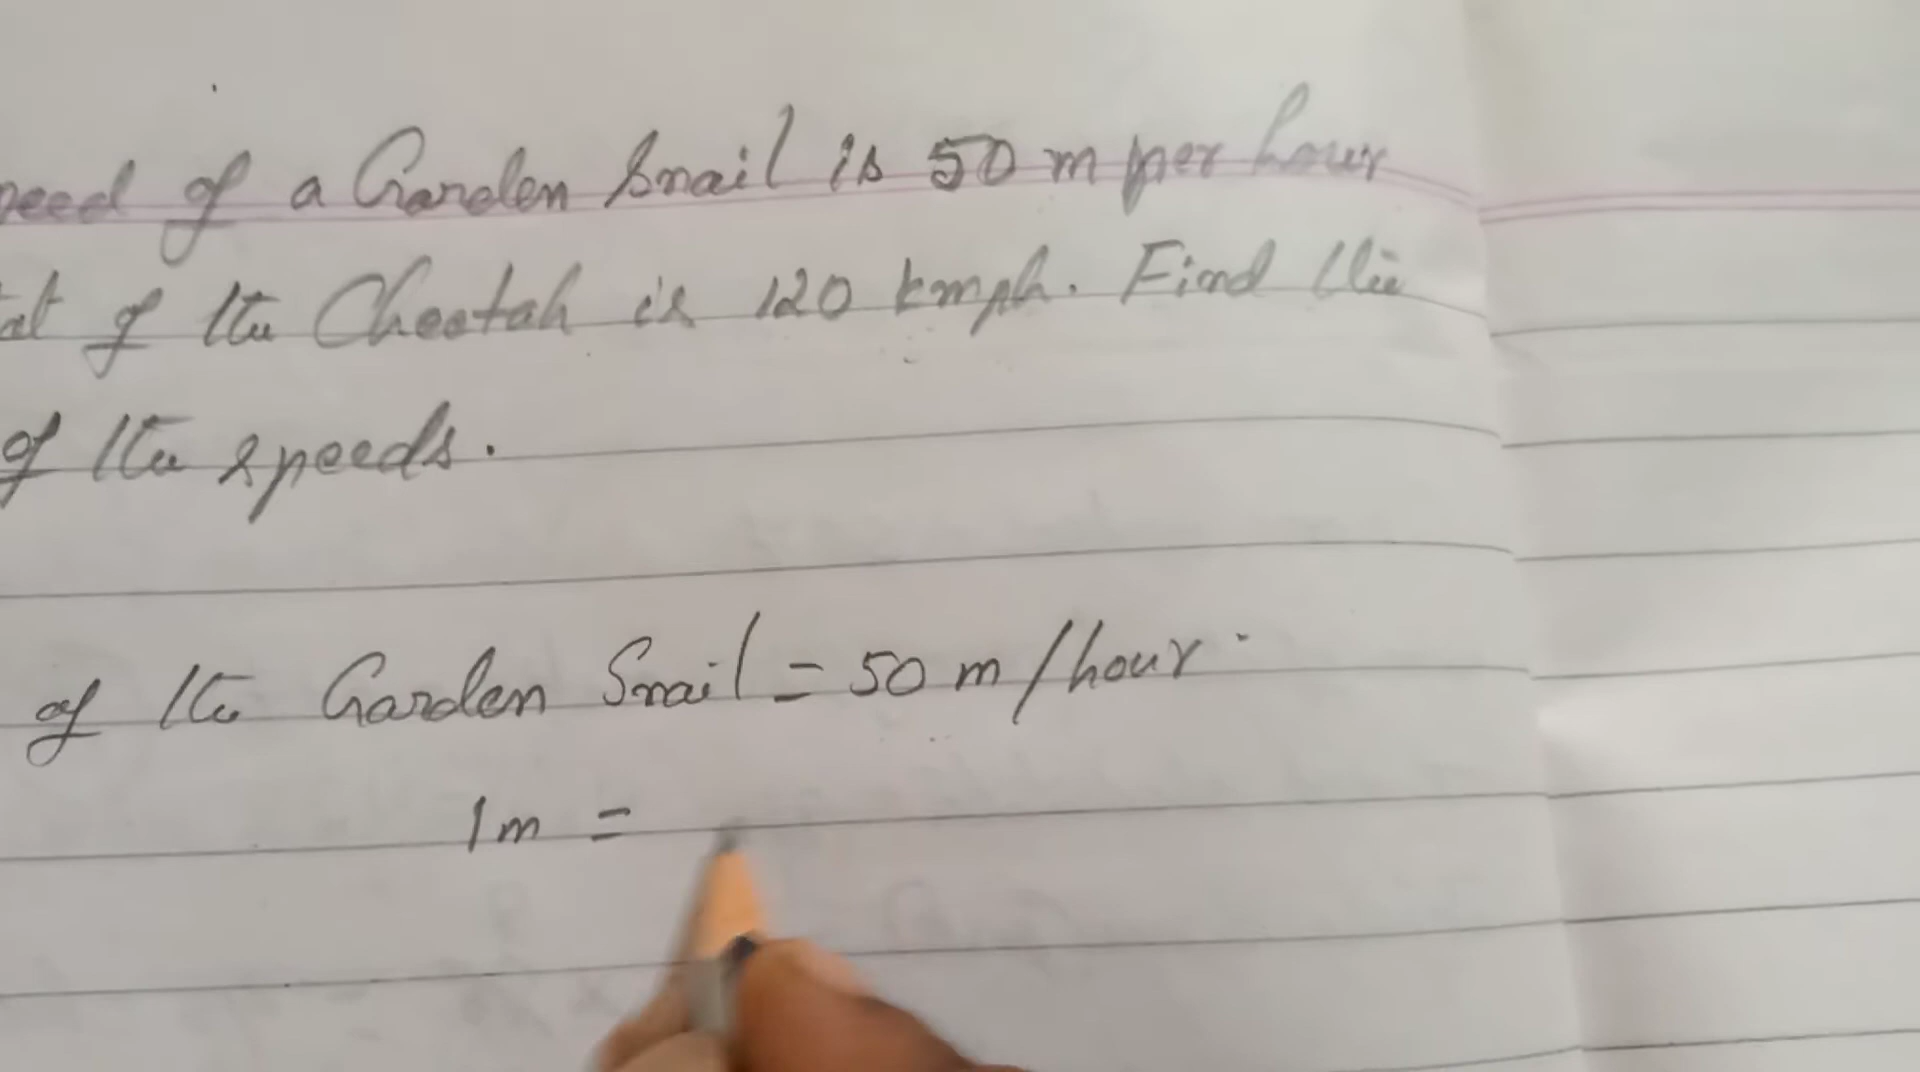 peed of a Garden Snail is 50 m per hour
at of the Cheetah is 120 kmph. Find the
of the speeds.
of the Garden Snail = 50 m/hour.
1m =